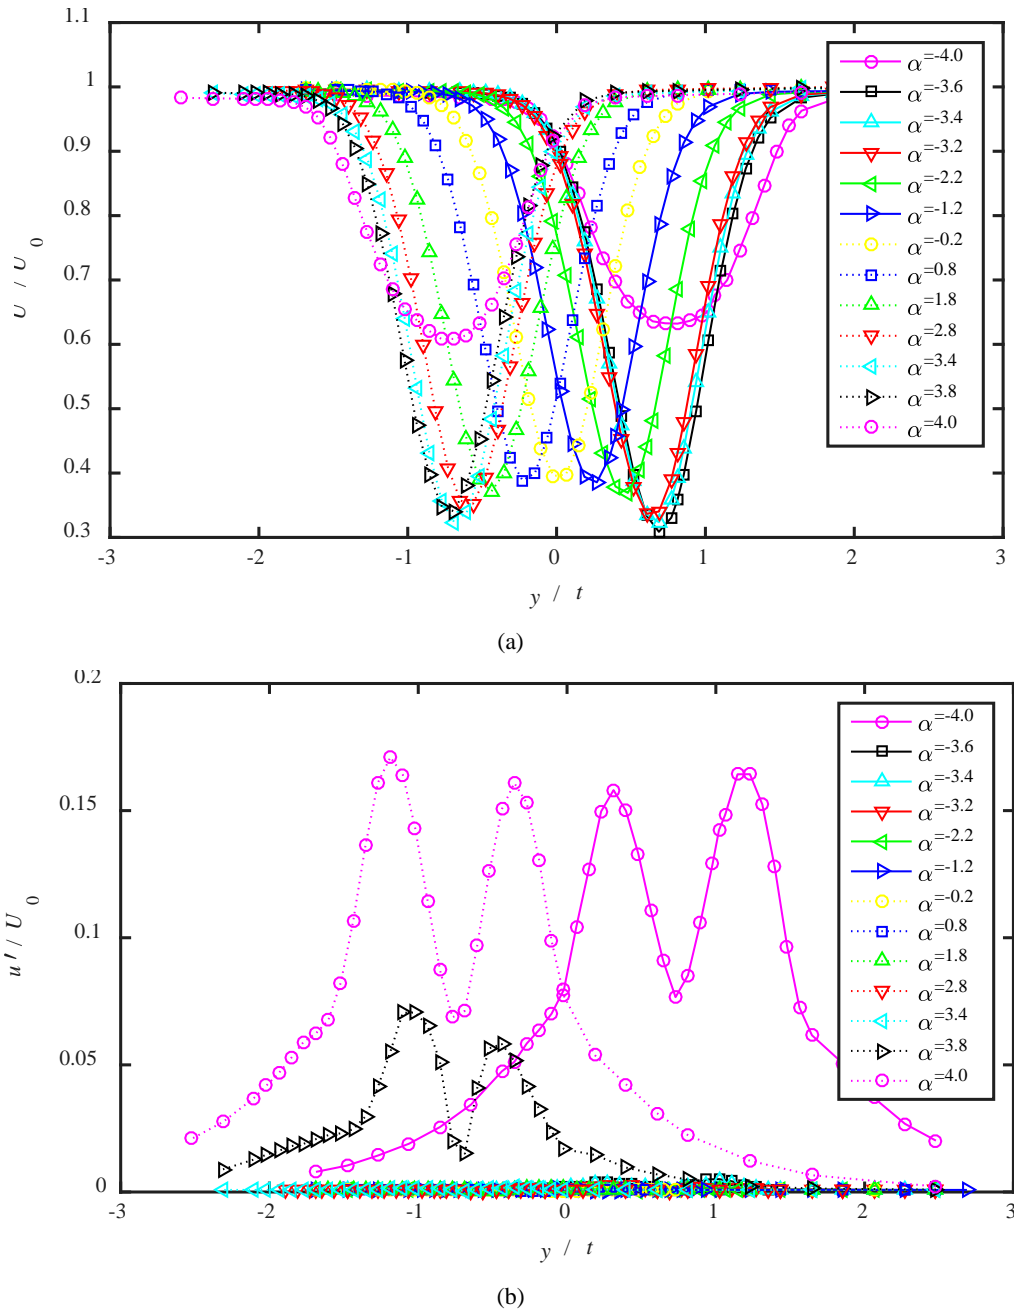 1.1
1
0.9
0.8
0.7
0.6
0.5
0.4
0.3
-3
-2
-1
0
1
2
3
U / U 0
y / t
α=-4.0
α=-3.6
α=-3.4
α=-3.2
α=-2.2
α=-1.2
α=-0.2
α=0.8
α=1.8
α=2.8
α=3.4
α=3.8
α=4.0
(a)
0.2
0.15
0.1
0.05
0
-3
-2
-1
0
1
2
3
u ′ / U 0
y / t
α=-4.0
α=-3.6
α=-3.4
α=-3.2
α=-2.2
α=-1.2
α=-0.2
α=0.8
α=1.8
α=2.8
α=3.4
α=3.8
α=4.0
(b)